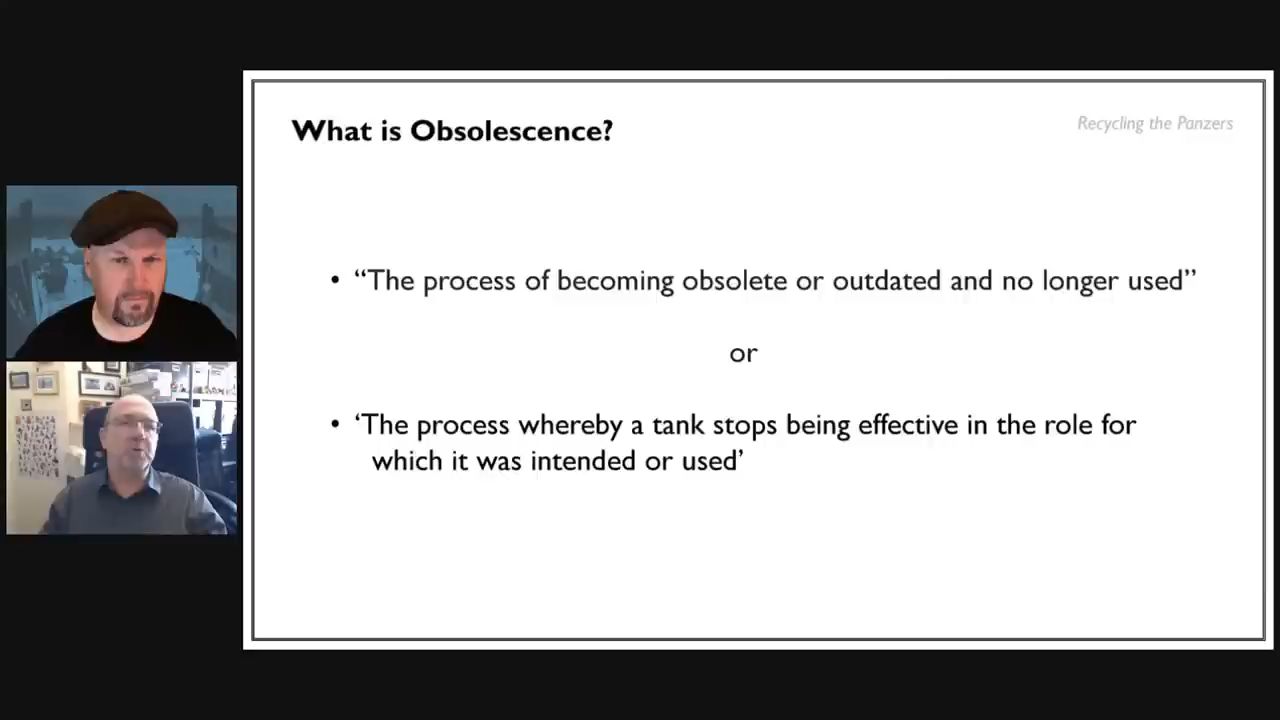 What is Obsolescence?
Recycling the Panzers
• “The process of becoming obsolete or outdated and no longer used”
or
• ‘The process whereby a tank stops being effective in the role for
which it was intended or used’